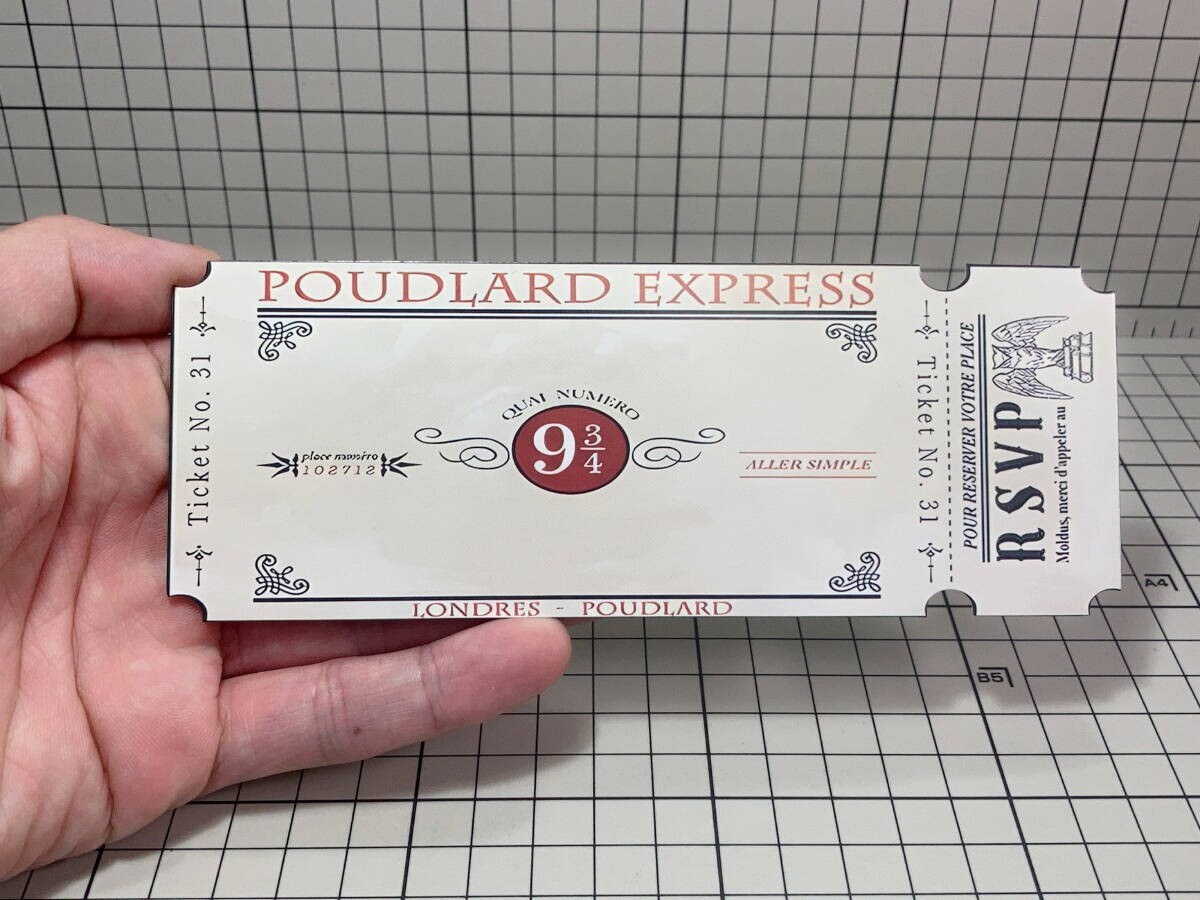 POUDLARD EXPRESS
Ticket No. 31
QUAI NUMERO
9 3/4
place numéro
102712
ALLER SIMPLE
LONDRES - POUDLARD
Ticket No. 31
POUR RESERVER VOTRE PLACE
RSVP
Moldus, merci d'appeler au
A4
B5